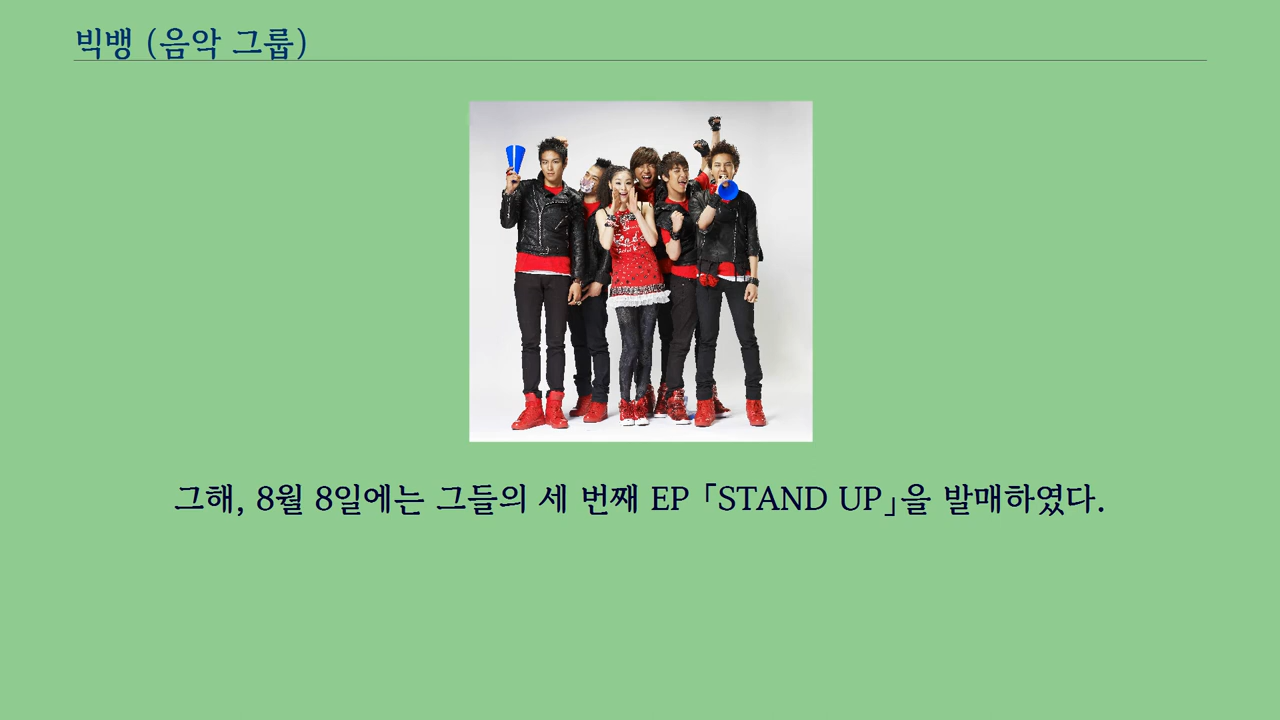 빅뱅 (음악 그룹)
그해, 8월 8일에는 그들의 세 번째 EP 「STAND UP」을 발매하였다.